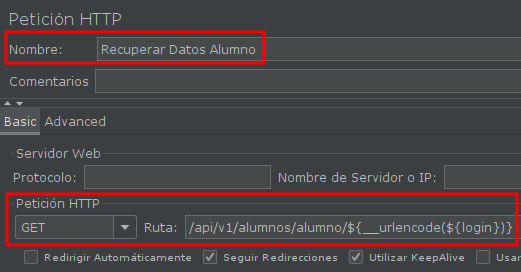 Petición HTTP
Nombre: Recuperar Datos Alumno
Comentarios
Basic Advanced
Servidor Web
Protocolo: Nombre de Servidor o IP:
Petición HTTP
GET Ruta: /api/v1/alumnos/alumno/${__urlencode(${login})}
Redirigir Automáticamente Seguir Redirecciones Utilizar KeepAlive Usar